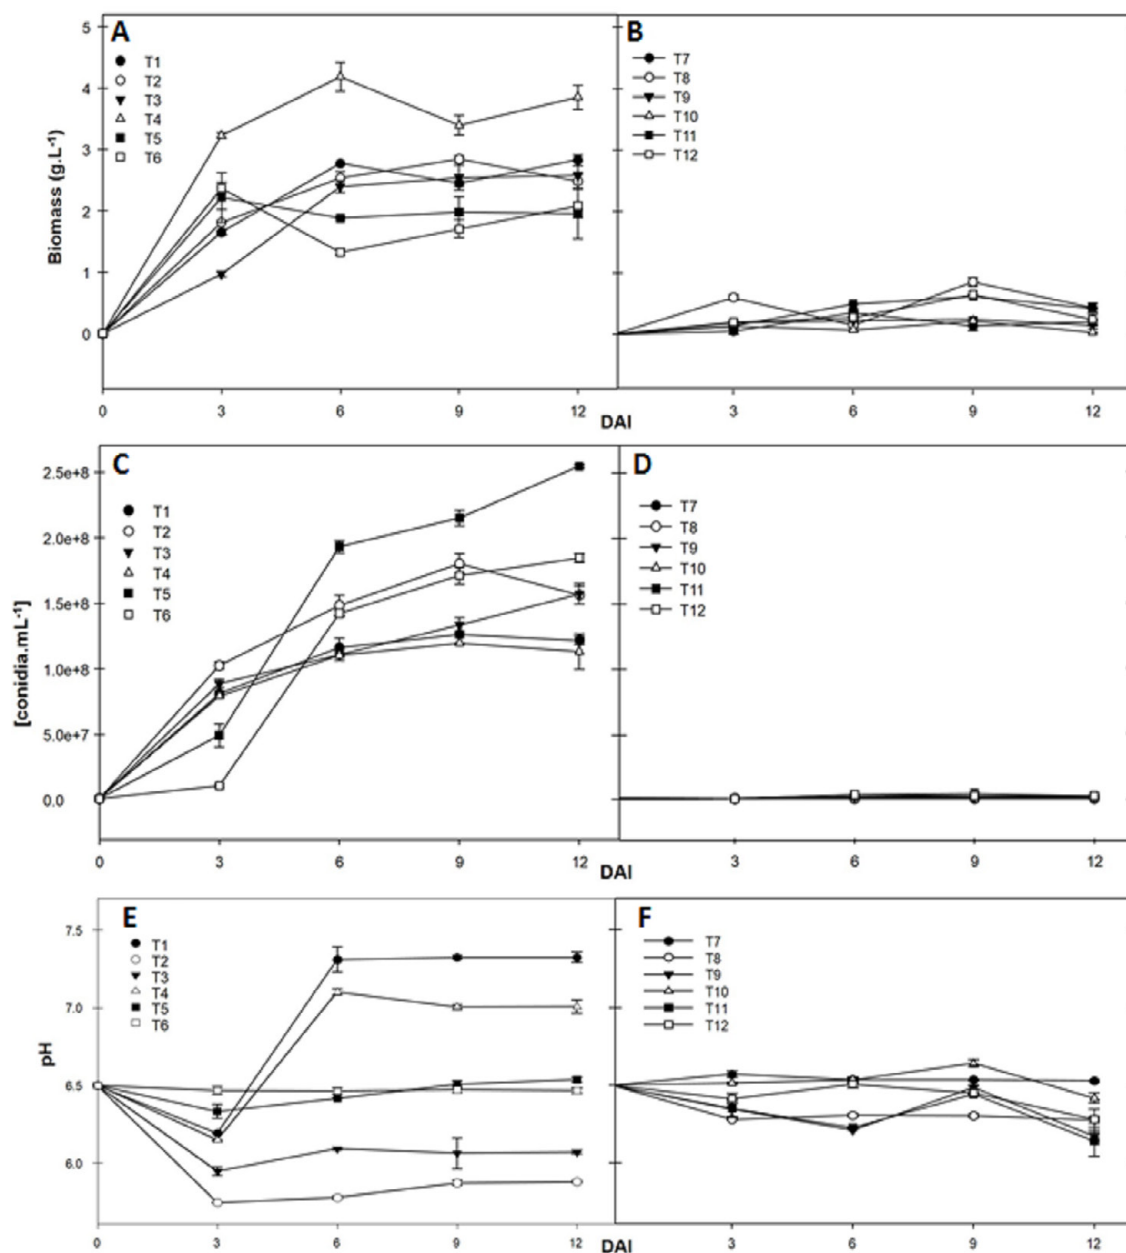 A
B
T1
T2
T3
T4
T5
T6
T7
T8
T9
T10
T11
T12
Biomass (g.L⁻¹)
5
4
3
2
1
0
0
3
6
9
12
DAI
3
6
9
12
C
D
T1
T2
T3
T4
T5
T6
T7
T8
T9
T10
T11
T12
[conidia.mL⁻¹]
2.5e+8
2.0e+8
1.5e+8
1.0e+8
5.0e+7
0.0
0
3
6
9
12
DAI
3
6
9
12
E
F
T1
T2
T3
T4
T5
T6
T7
T8
T9
T10
T11
T12
pH
7.5
7.0
6.5
6.0
0
3
6
9
12
DAI
3
6
9
12